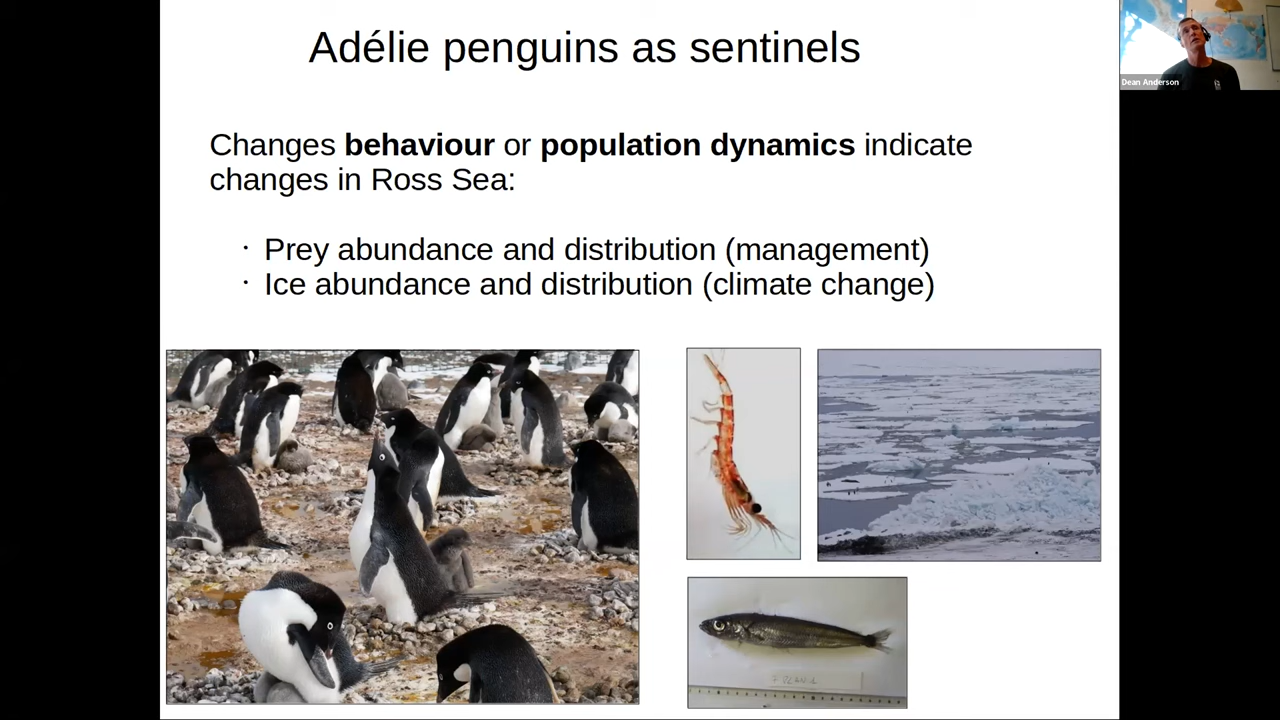 Adélie penguins as sentinels
Dean Anderson
Changes behaviour or population dynamics indicate
changes in Ross Sea:
· Prey abundance and distribution (management)
· Ice abundance and distribution (climate change)